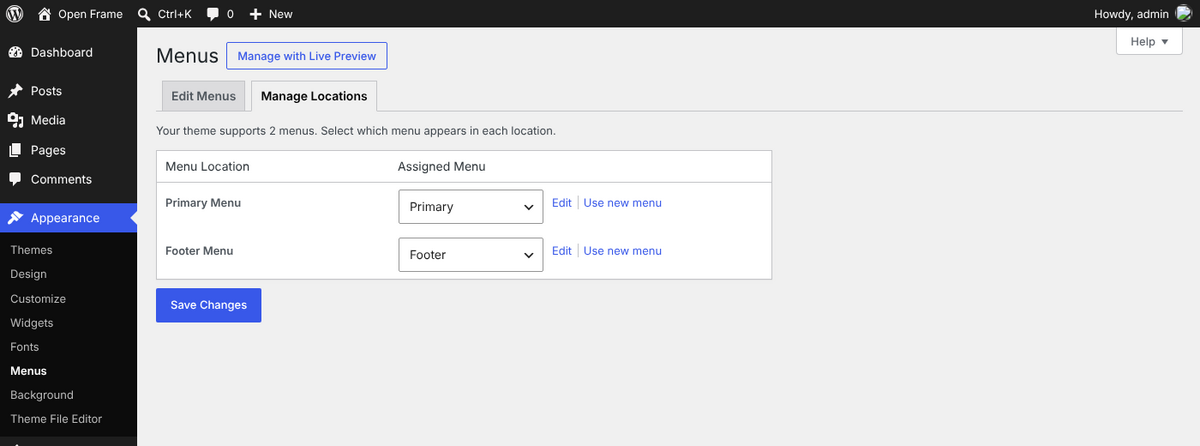 Open Frame Ctrl+K 0 New Howdy, admin
Help
Dashboard
Posts
Media
Pages
Comments
Appearance
Themes
Design
Customize
Widgets
Fonts
Menus
Background
Theme File Editor
Menus Manage with Live Preview
Edit Menus Manage Locations
Your theme supports 2 menus. Select which menu appears in each location.
Menu Location Assigned Menu
Primary Menu Primary Edit Use new menu
Footer Menu Footer Edit Use new menu
Save Changes